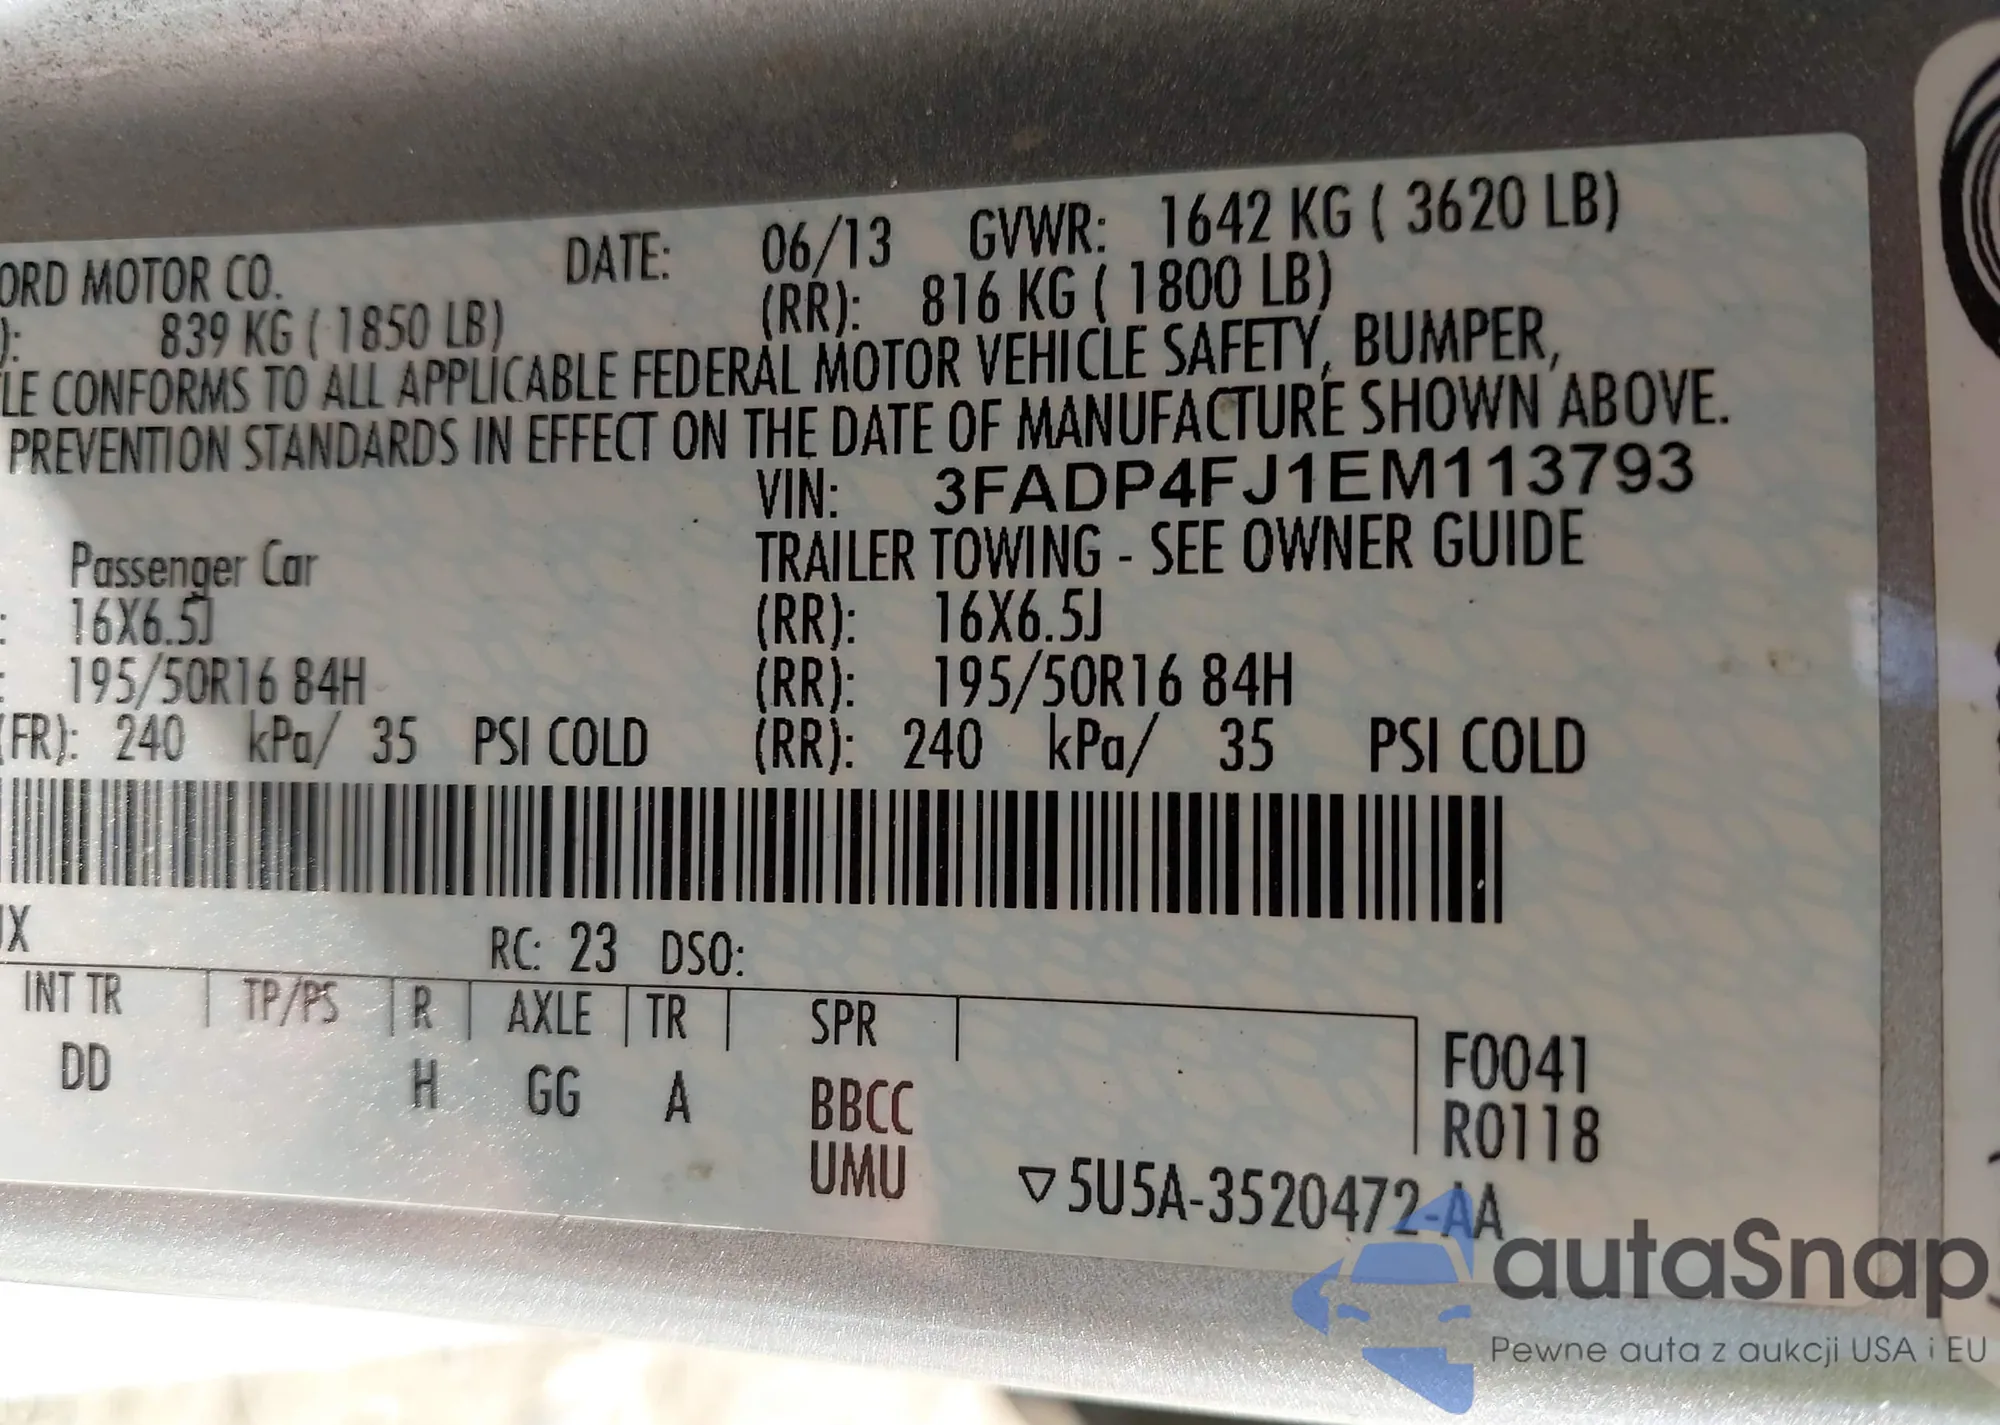 ORD MOTOR CO. DATE: 06/13 GVWR: 1642 KG ( 3620 LB)
): 839 KG ( 1850 LB) (RR): 816 KG ( 1800 LB)
LE CONFORMS TO ALL APPLICABLE FEDERAL MOTOR VEHICLE SAFETY, BUMPER,
PREVENTION STANDARDS IN EFFECT ON THE DATE OF MANUFACTURE SHOWN ABOVE.
VIN: 3FADP4FJ1EM113793
Passenger Car TRAILER TOWING - SEE OWNER GUIDE
: 16X6.5J (RR): 16X6.5J
: 195/50R16 84H (RR): 195/50R16 84H
(FR): 240 kPa/ 35 PSI COLD (RR): 240 kPa/ 35 PSI COLD
X
RC: 23 DSO:
INT TR TP/PS R AXLE TR SPR
DD H GG A BBCC
UMU
F0041
R0118
▽5U5A-3520472-AA
autaSnap
Pewne auta z aukcji USA i EU